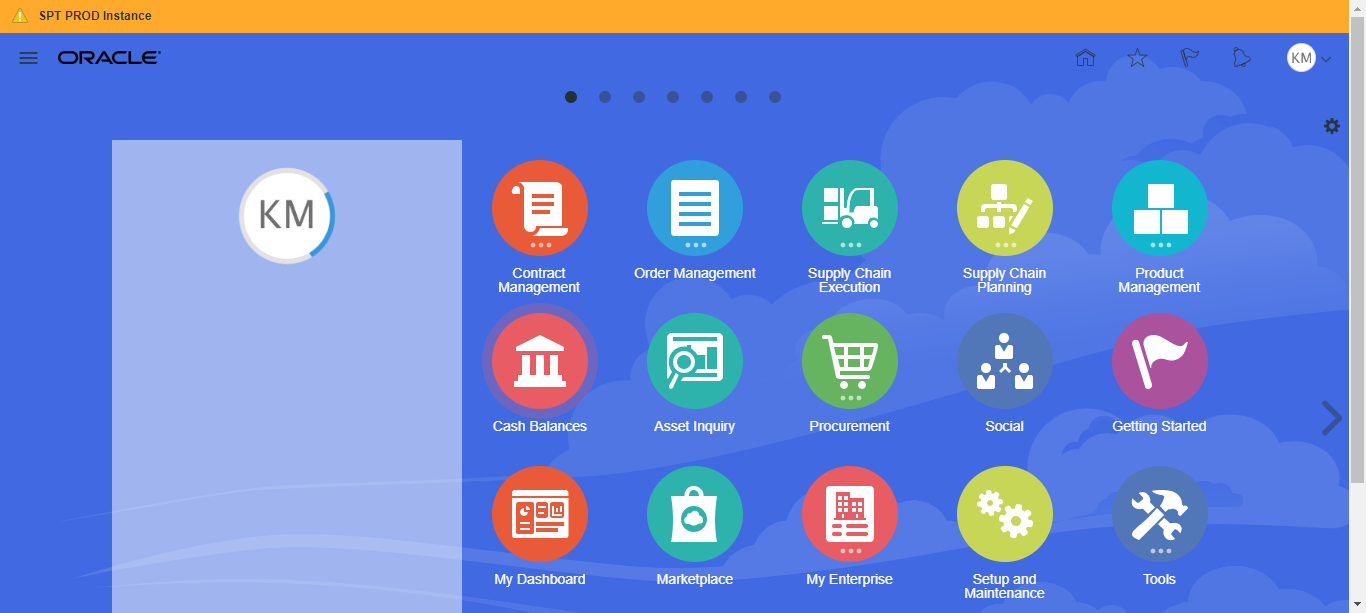 SPT PROD Instance
ORACLE
KM
KM
Contract
Management
Order Management
Supply Chain
Execution
Supply Chain
Planning
Product
Management
Cash Balances
Asset Inquiry
Procurement
Social
Getting Started
My Dashboard
Marketplace
My Enterprise
Setup and
Maintenance
Tools